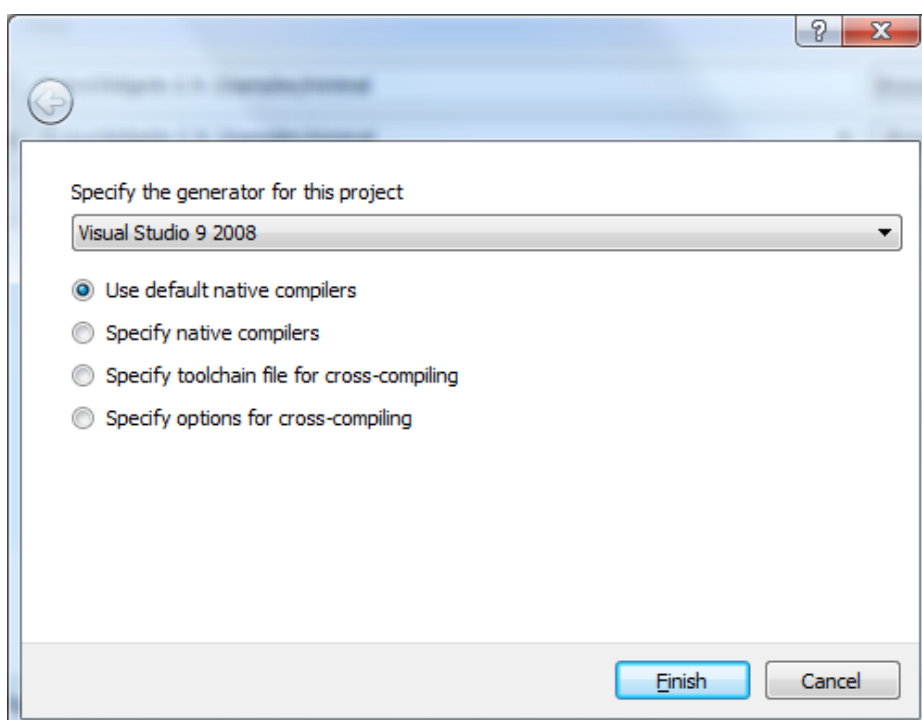 Specify the generator for this project
Visual Studio 9 2008
Use default native compilers
Specify native compilers
Specify toolchain file for cross-compiling
Specify options for cross-compiling
Finish
Cancel